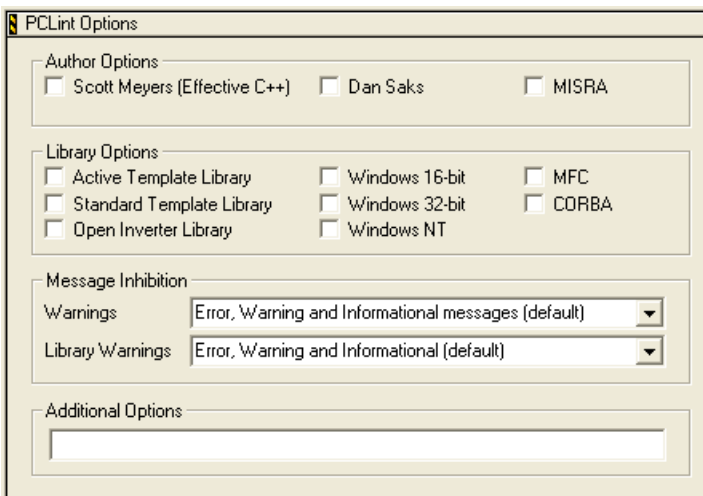 PCLint Options
Author Options
Scott Meyers (Effective C++) Dan Saks MISRA
Library Options
Active Template Library Windows 16-bit MFC
Standard Template Library Windows 32-bit CORBA
Open Inverter Library Windows NT
Message Inhibition
Warnings Error, Warning and Informational messages (default)
Library Warnings Error, Warning and Informational (default)
Additional Options